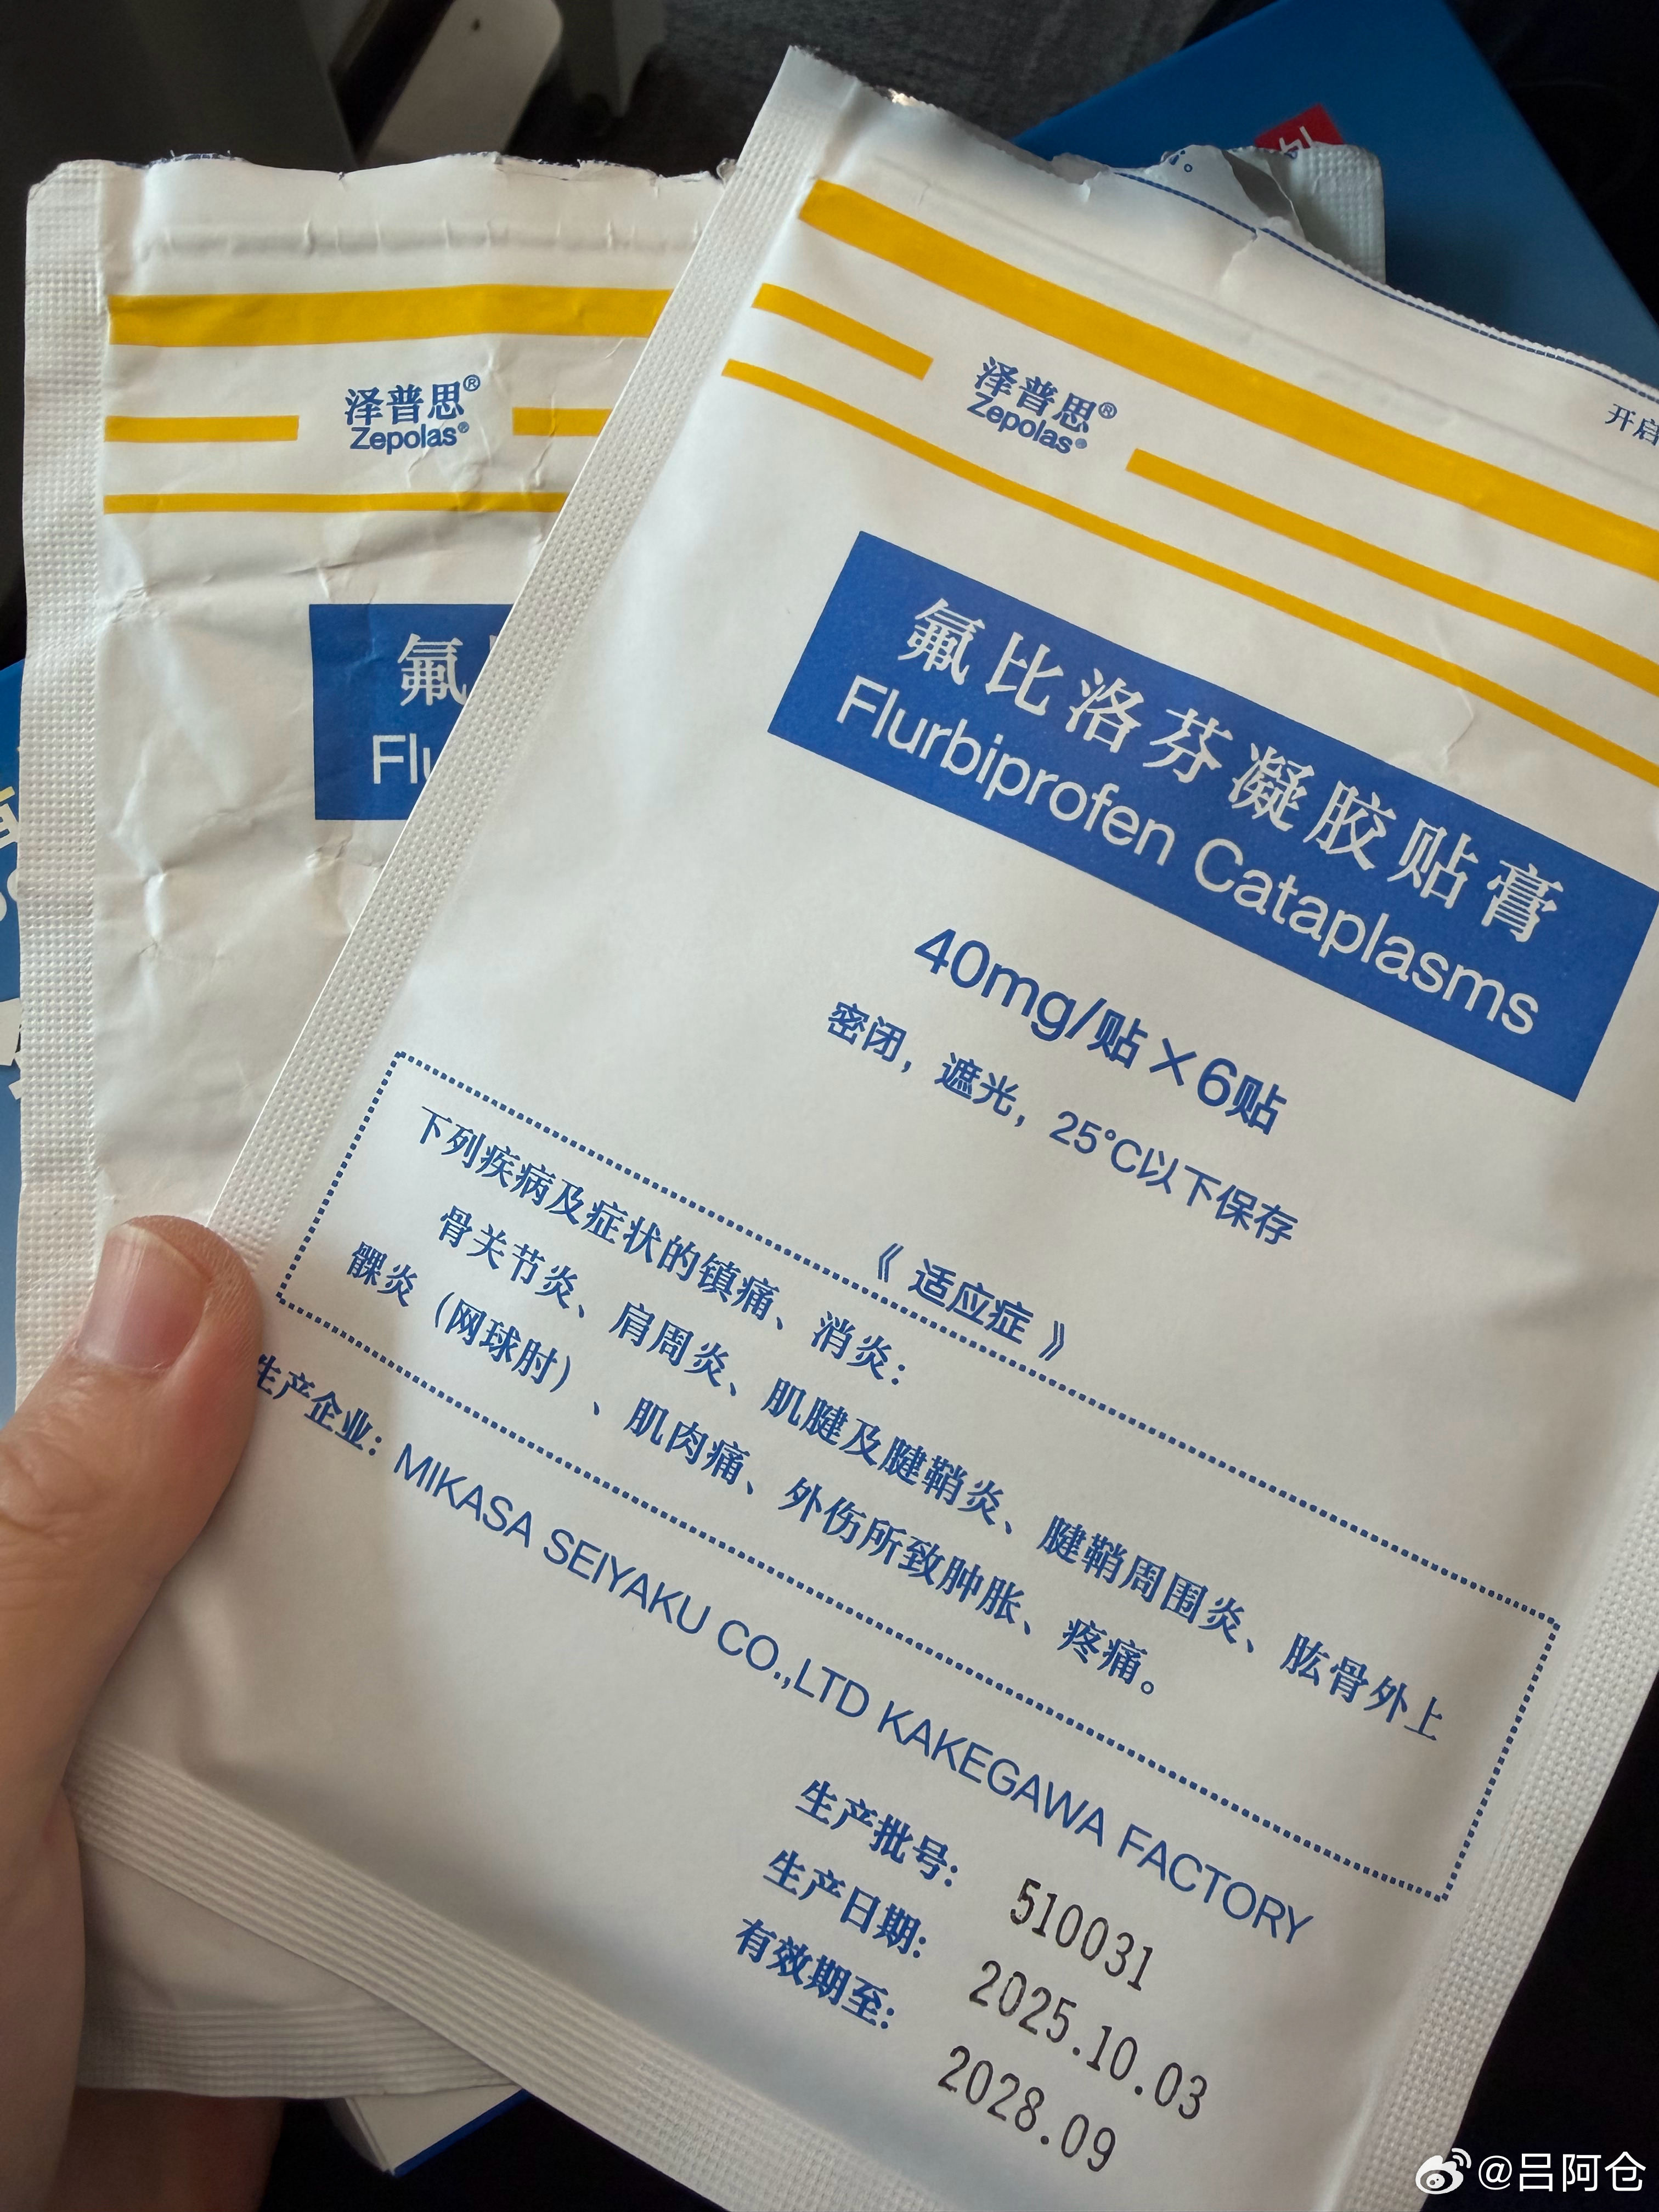 泽普思®
Zepolas®
氟
Flu
泽普思®
Zepolas®
开启
氟比洛芬凝胶贴膏
Flurbiprofen Cataplasms
40mg/贴×6贴
密闭，遮光，25°C以下保存
《 适应症 》
下列疾病及症状的镇痛、消炎：
骨关节炎、肩周炎、肌腱及腱鞘炎、腱鞘周围炎、肱骨外上
髁炎（网球肘）、肌肉痛、外伤所致肿胀、疼痛。
生产企业：MIKASA SEIYAKU CO.,LTD KAKEGAWA FACTORY
生产批号：510031
生产日期：2025.10.03
有效期至：2028.09
@吕阿仓